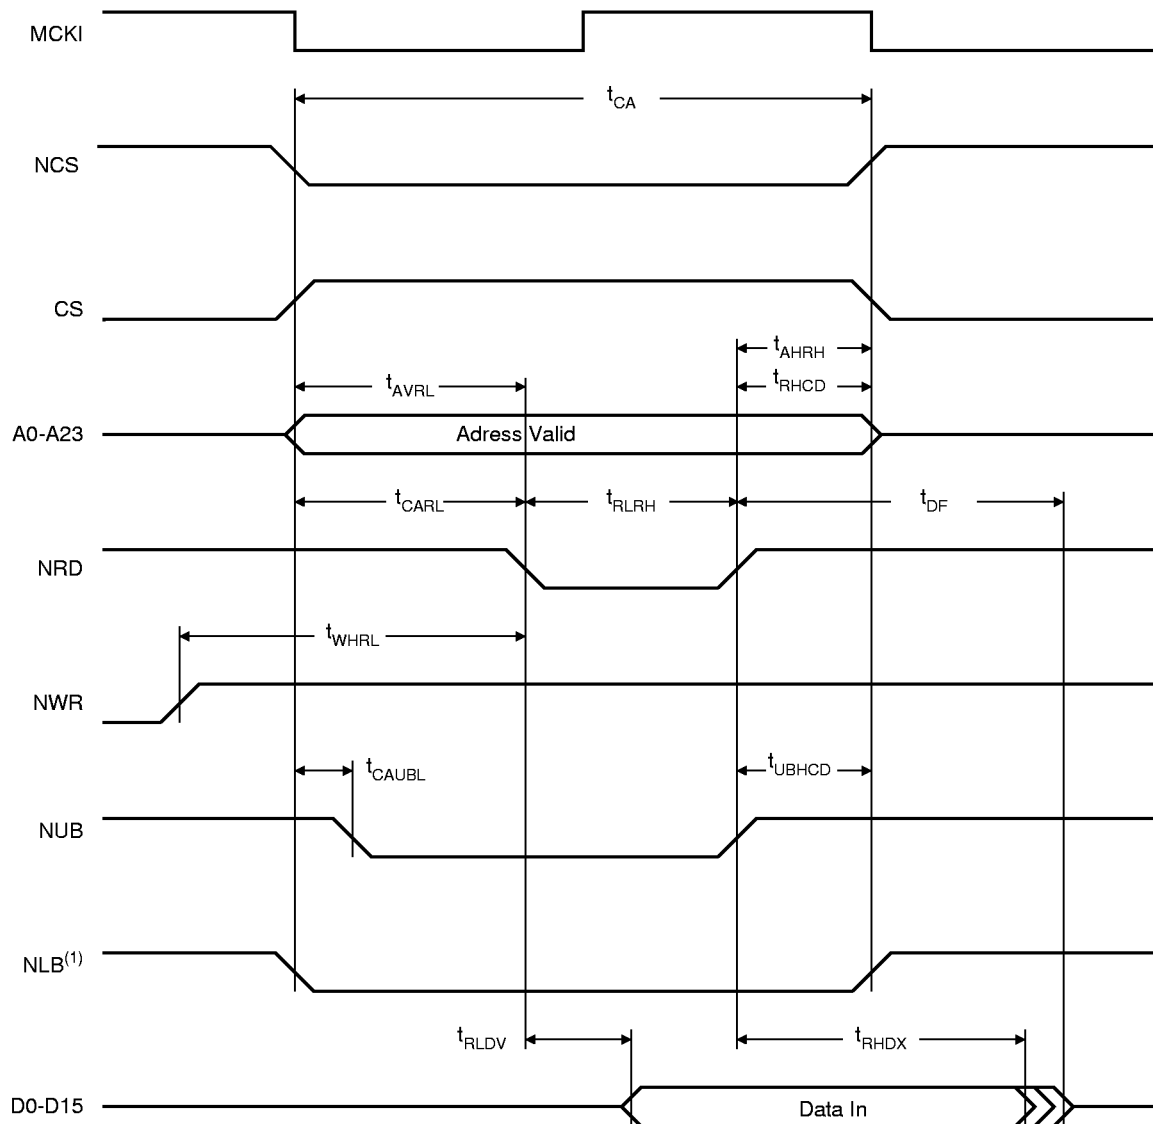 MCKI
tCA
NCS
CS
tAHRH
tAVRL
tRHCD
A0-A23
Adress Valid
tCARL
tRLRH
tDF
NRD
tWHRL
NWR
tCAUBL
tUBHCD
NUB
NLB(1)
tRLDV
tRHDX
D0-D15
Data In